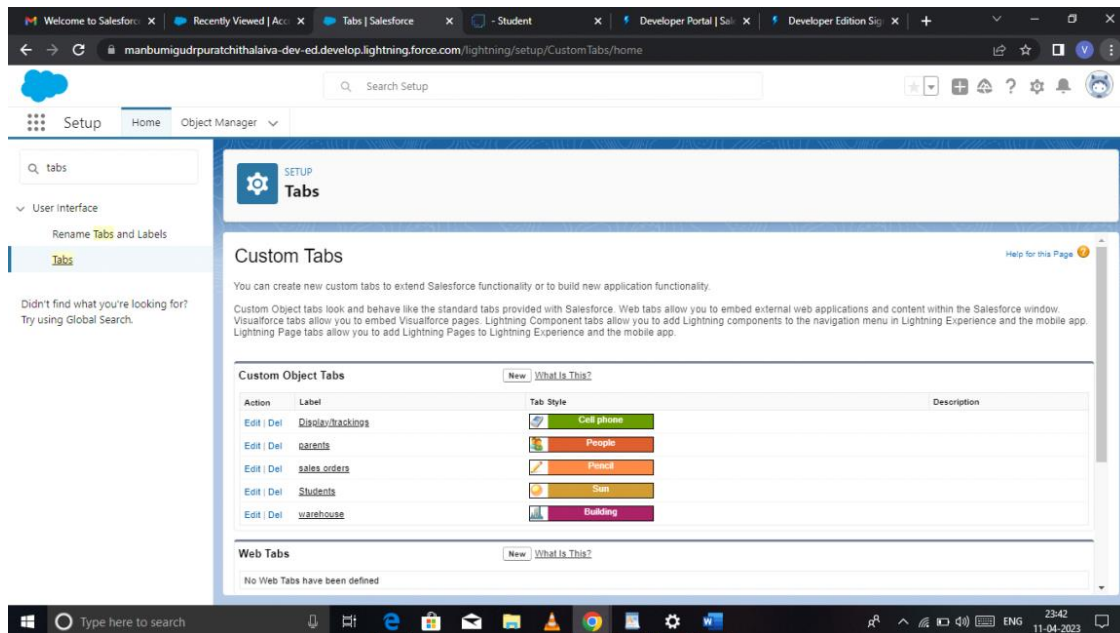 Welcome to Salesforc
Recently Viewed | Acc
Tabs | Salesforce
- Student
Developer Portal | Sal
Developer Edition Sig
manbumigudrpuratchithalaiva-dev-ed.develop.lightning.force.com/lightning/setup/CustomTabs/home
V
Search Setup
Setup
Home
Object Manager
tabs
User Interface
Rename Tabs and Labels
Tabs
Didn't find what you're looking for?
Try using Global Search.
SETUP
Tabs
Custom Tabs
Help for this Page
You can create new custom tabs to extend Salesforce functionality or to build new application functionality.
Custom Object tabs look and behave like the standard tabs provided with Salesforce. Web tabs allow you to embed external web applications and content within the Salesforce window.
Visualforce tabs allow you to embed Visualforce pages. Lightning Component tabs allow you to add Lightning components to the navigation menu in Lightning Experience and the mobile app.
Lightning Page tabs allow you to add Lightning Pages to Lightning Experience and the mobile app.
Custom Object Tabs New What Is This?
Action Label Tab Style Description
Edit | Del Display/trackings Cell phone
Edit | Del parents People
Edit | Del sales orders Pencil
Edit | Del Students Sun
Edit | Del warehouse Building
Web Tabs New What Is This?
No Web Tabs have been defined
Type here to search
ENG
23:42
11-04-2023